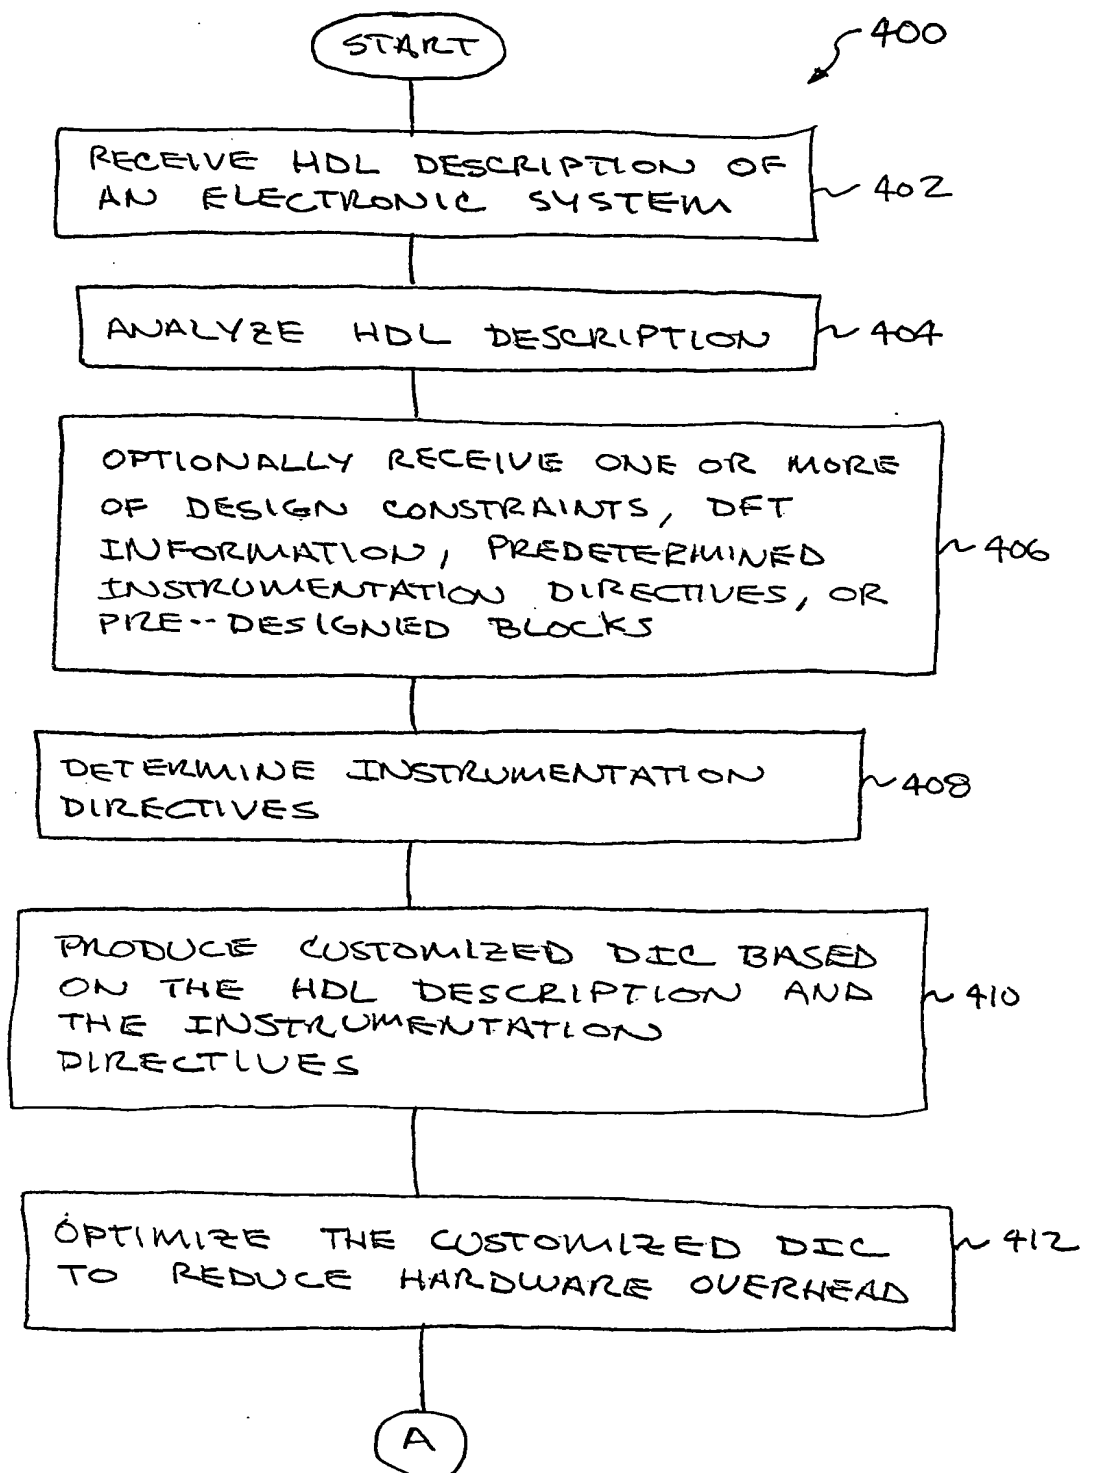 START
400
RECEIVE HDL DESCRIPTION OF
AN ELECTRONIC SYSTEM
402
ANALYZE HDL DESCRIPTION
404
OPTIONALLY RECEIVE ONE OR MORE
OF DESIGN CONSTRAINTS, DFT
INFORMATION, PREDETERMINED
INSTRUMENTATION DIRECTIVES, OR
PRE--DESIGNED BLOCKS
406
DETERMINE INSTRUMENTATION
DIRECTIVES
408
PRODUCE CUSTOMIZED DIC BASED
ON THE HDL DESCRIPTION AND
THE INSTRUMENTATION
DIRECTIVES
410
OPTIMIZE THE CUSTOMIZED DIC
TO REDUCE HARDWARE OVERHEAD
412
A